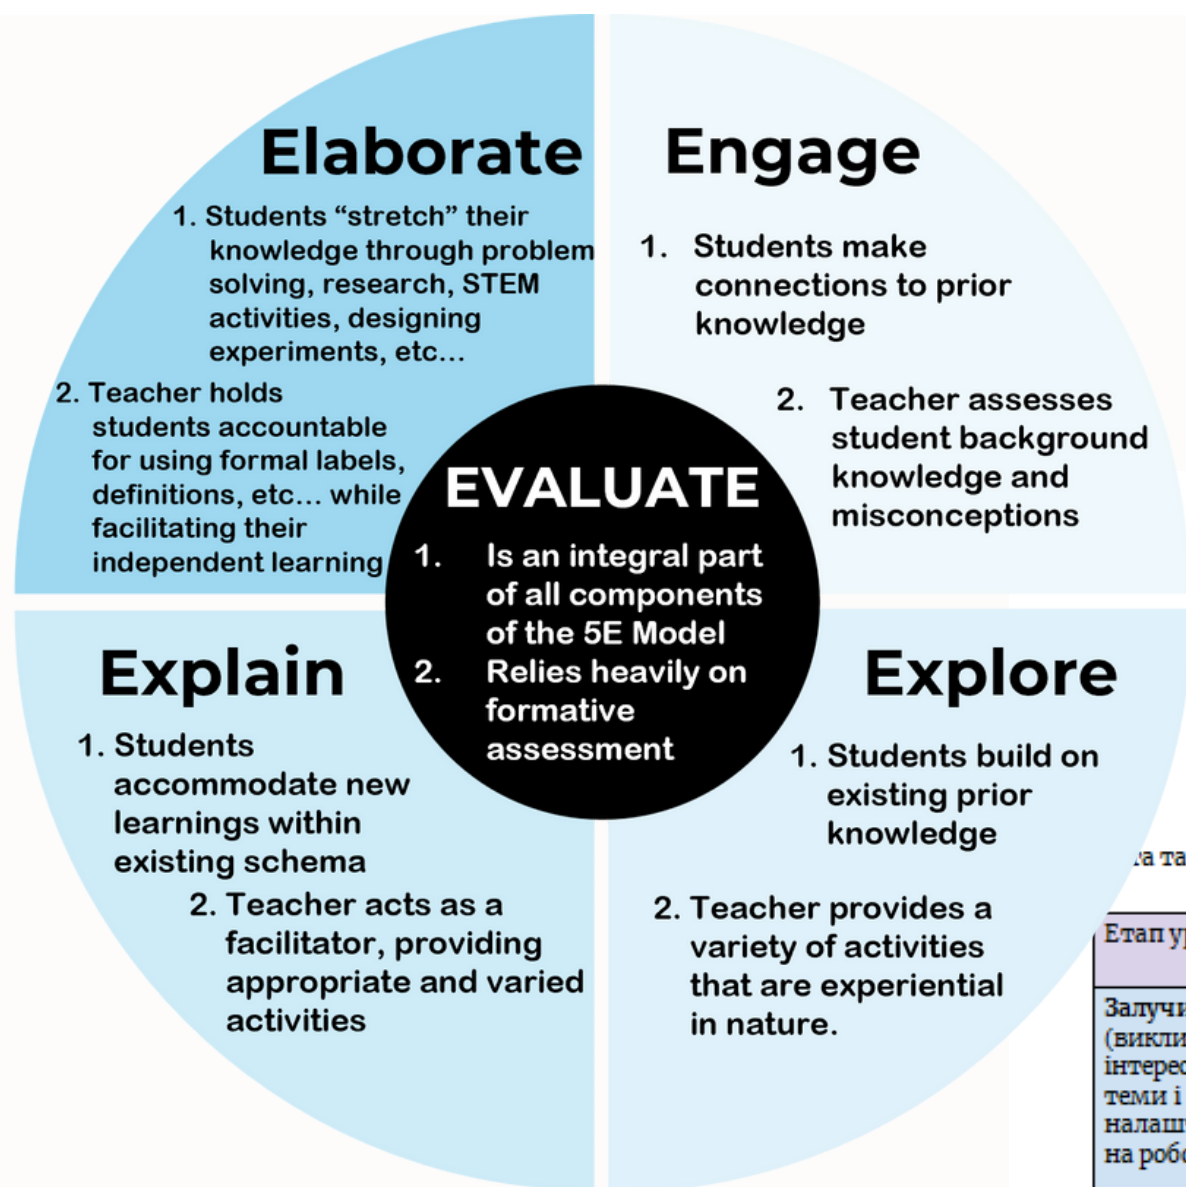 Elaborate
1. Students “stretch” their
knowledge through problem
solving, research, STEM
activities, designing
experiments, etc...
2. Teacher holds
students accountable
for using formal labels,
definitions, etc... while
facilitating their
independent learning
Engage
1. Students make
connections to prior
knowledge
2. Teacher assesses
student background
knowledge and
misconceptions
EVALUATE
1. Is an integral part
of all components
of the 5E Model
2. Relies heavily on
formative
assessment
Explain
1. Students
accommodate new
learnings within
existing schema
2. Teacher acts as a
facilitator, providing
appropriate and varied
activities
Explore
1. Students build on
existing prior
knowledge
2. Teacher provides a
variety of activities
that are experiential
in nature.
Етап
(викли
інтерес
теми і
на